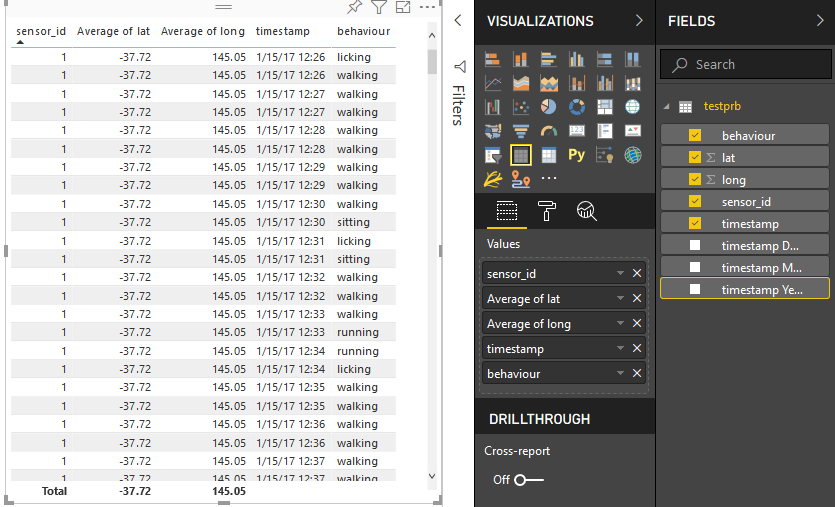 sensor_id Average of lat Average of long timestamp behaviour
1 -37.72 145.05 1/15/17 12:26 licking
1 -37.72 145.05 1/15/17 12:26 walking
1 -37.72 145.05 1/15/17 12:27 walking
1 -37.72 145.05 1/15/17 12:27 walking
1 -37.72 145.05 1/15/17 12:28 walking
1 -37.72 145.05 1/15/17 12:28 walking
1 -37.72 145.05 1/15/17 12:29 walking
1 -37.72 145.05 1/15/17 12:29 walking
1 -37.72 145.05 1/15/17 12:30 walking
1 -37.72 145.05 1/15/17 12:30 sitting
1 -37.72 145.05 1/15/17 12:31 licking
1 -37.72 145.05 1/15/17 12:31 sitting
1 -37.72 145.05 1/15/17 12:32 walking
1 -37.72 145.05 1/15/17 12:32 walking
1 -37.72 145.05 1/15/17 12:33 walking
1 -37.72 145.05 1/15/17 12:33 running
1 -37.72 145.05 1/15/17 12:34 running
1 -37.72 145.05 1/15/17 12:34 licking
1 -37.72 145.05 1/15/17 12:35 walking
1 -37.72 145.05 1/15/17 12:35 walking
1 -37.72 145.05 1/15/17 12:36 walking
1 -37.72 145.05 1/15/17 12:36 walking
1 -37.72 145.05 1/15/17 12:37 walking
1 -37.72 145.05 1/15/17 12:37 walking
Total -37.72 145.05
Filters
VISUALIZATIONS
123
Py
Values
sensor_id
Average of lat
Average of long
timestamp
behaviour
DRILLTHROUGH
Cross-report
Off
FIELDS
Search
testprb
behaviour
Σ lat
Σ long
sensor_id
timestamp
timestamp D...
timestamp M...
timestamp Ye...